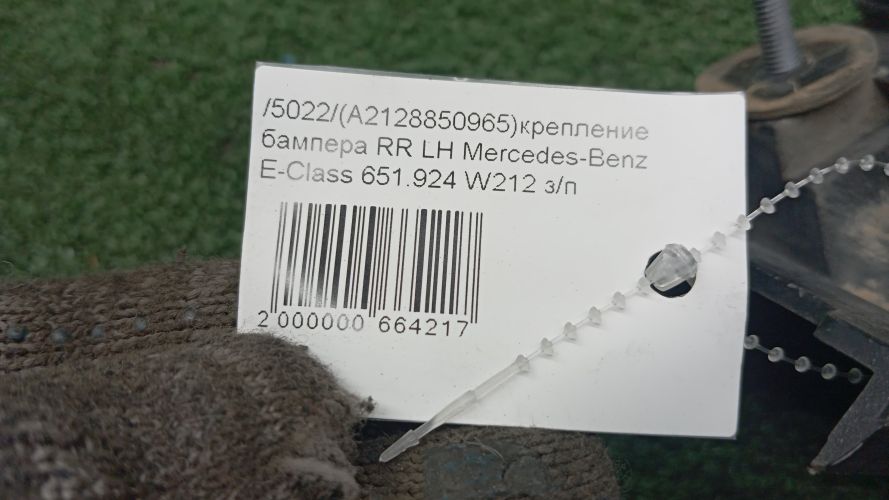 /5022/(A2128850965)крепление
бампера RR LH Mercedes-Benz
E-Class 651.924 W212 з/п
2 000000 664217